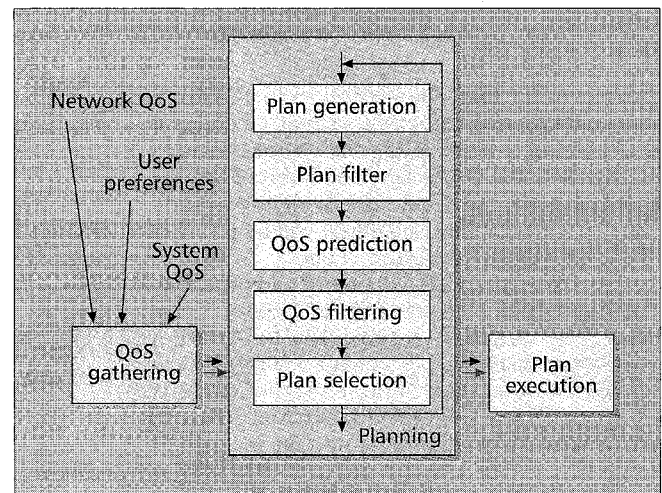 Network QoS
User
preferences
System
QoS
QoS
gathering
Plan generation
Plan filter
QoS prediction
QoS filtering
Plan selection
Planning
Plan
execution